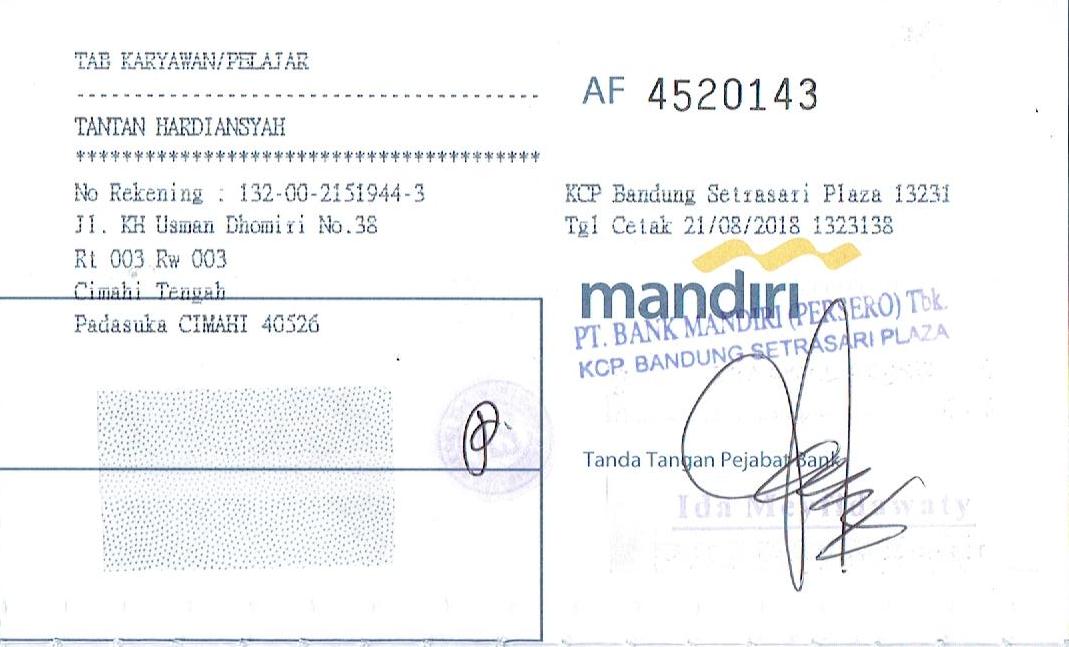 TAB KARYAWAN/PELAJAR
----------------------------------------
TANTAN HARDIANSYAH
****************************************
No Rekening : 132-00-2151944-3
Jl. KH Usman Dhomiri No.38
Rt 003 Rw 003
Cimahi Tengah
Padasuka CIMAHI 40526
AF 4520143
KCP Bandung Setrasari Plaza 13231
Tgl Cetak 21/08/2018 1323138
mandiri
PT. BANK MANDIRI (PERSERO) Tbk.
KCP. BANDUNG SETRASARI PLAZA
Tanda Tangan Pejabat Bank
Ida